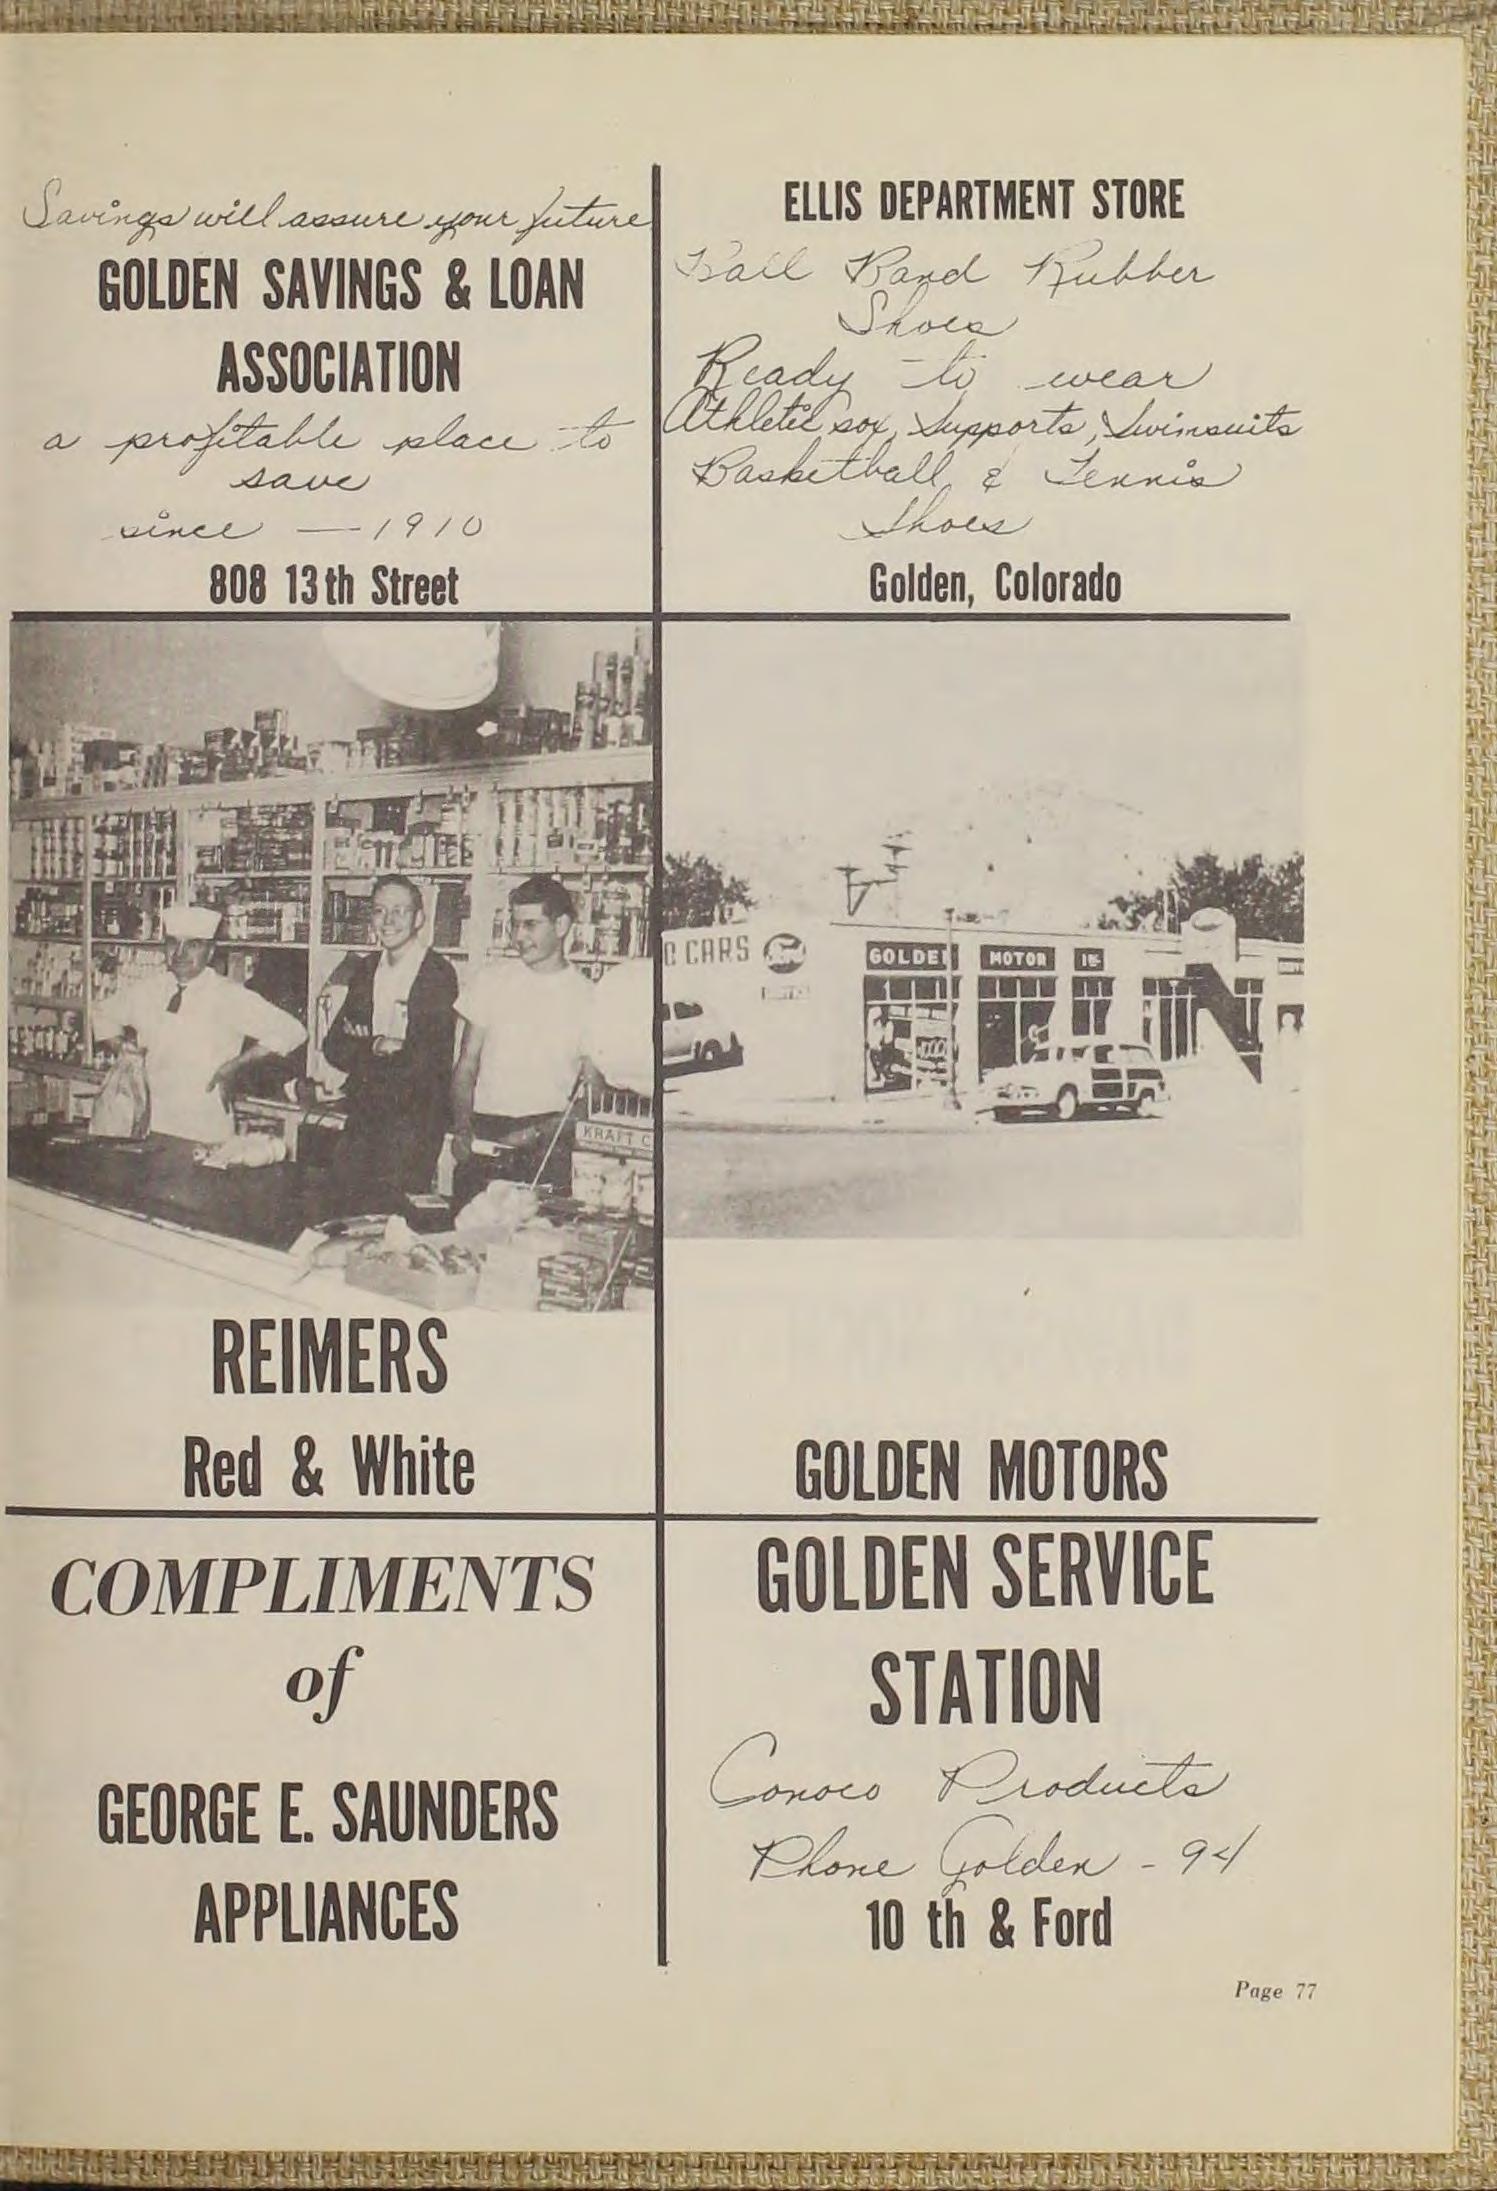 Savings will assure your future
GOLDEN SAVINGS & LOAN
ASSOCIATION
a profitable place to
save
since — 1910
808 13th Street
ELLIS DEPARTMENT STORE
Ball Band Rubber
Shoes
Ready to wear
Athletic sox, Supports, Swimsuits
Basketball & Tennis
Shoes
Golden, Colorado
KRAFT C
REIMERS
Red & White
D CARS Ford
GOLDEN MOTOR
GOLDEN MOTORS
COMPLIMENTS
of
GEORGE E. SAUNDERS
APPLIANCES
GOLDEN SERVICE
STATION
Conoco Products
Phone Golden - 94
10 th & Ford
Page 77